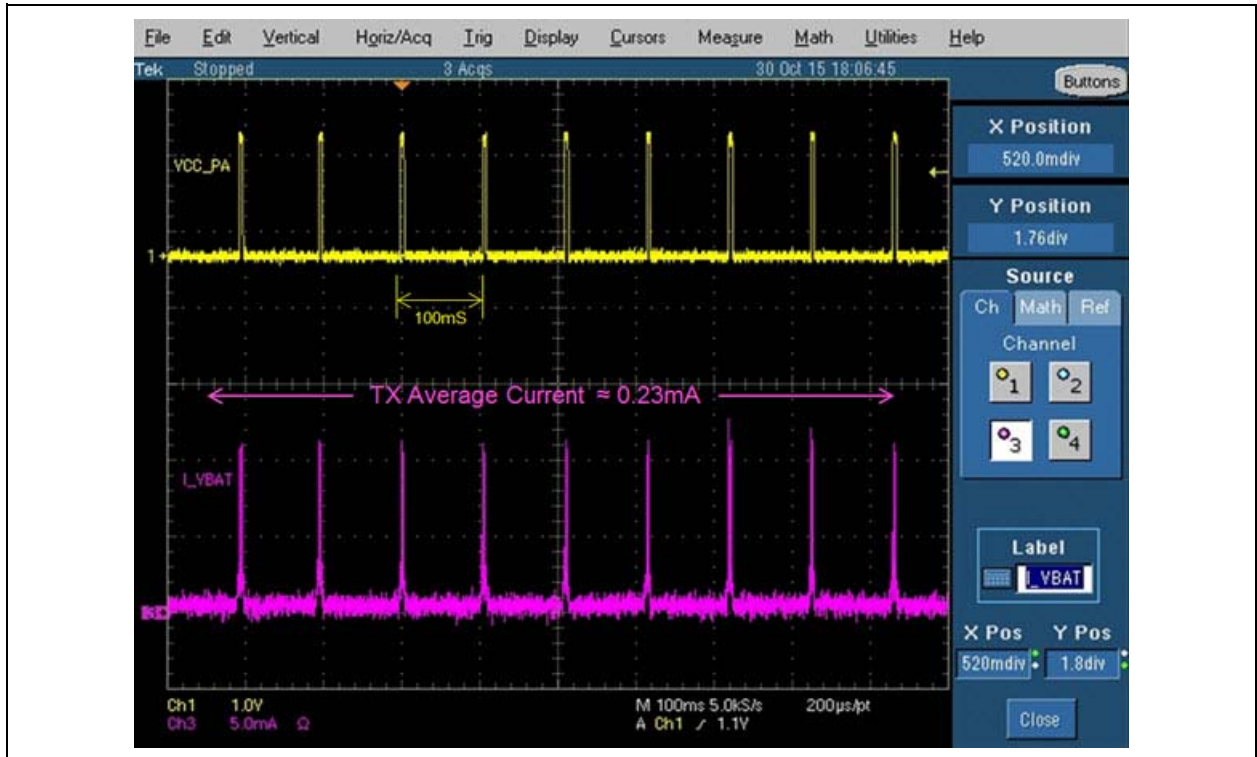 File Edit Vertical Horiz/Acq Trig Display Cursors Measure Math Utilities Help
Tek Stopped 3 Acqs 30 Oct 15 18:06:45
Buttons
X Position
520.0mdiv
Y Position
1.76div
Source
Ch Math Ref
Channel
1 2
3 4
Label
I_VBAT
X Pos Y Pos
520mdiv 1.8div
Close
VCC_PA
1
100mS
TX Average Current ≈ 0.23mA
I_VBAT
3
Ch1 1.0V M 100ms 5.0kS/s 200µs/pt
Ch3 5.0mA Ω A Ch1 / 1.1V